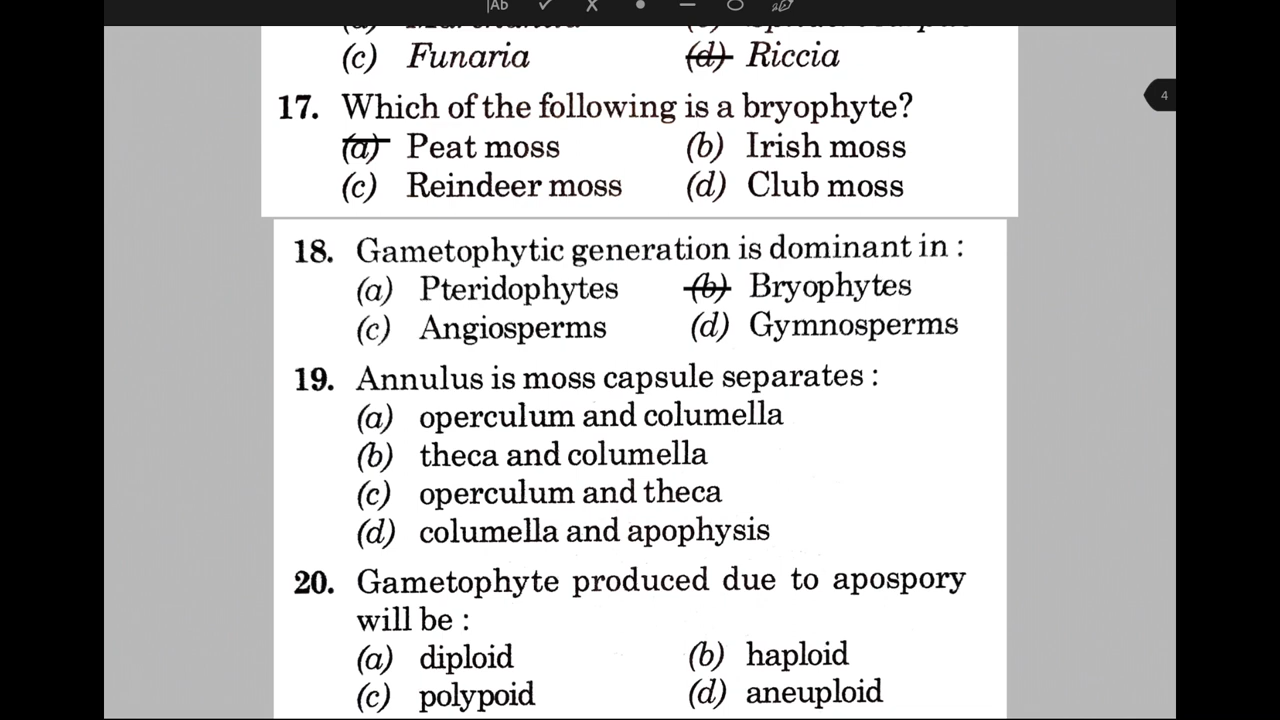 |Ab
4
(c) Funaria (d) Riccia
17. Which of the following is a bryophyte?
(a) Peat moss (b) Irish moss
(c) Reindeer moss (d) Club moss
18. Gametophytic generation is dominant in :
(a) Pteridophytes (b) Bryophytes
(c) Angiosperms (d) Gymnosperms
19. Annulus is moss capsule separates :
(a) operculum and columella
(b) theca and columella
(c) operculum and theca
(d) columella and apophysis
20. Gametophyte produced due to apospory
will be :
(a) diploid (b) haploid
(c) polypoid (d) aneuploid